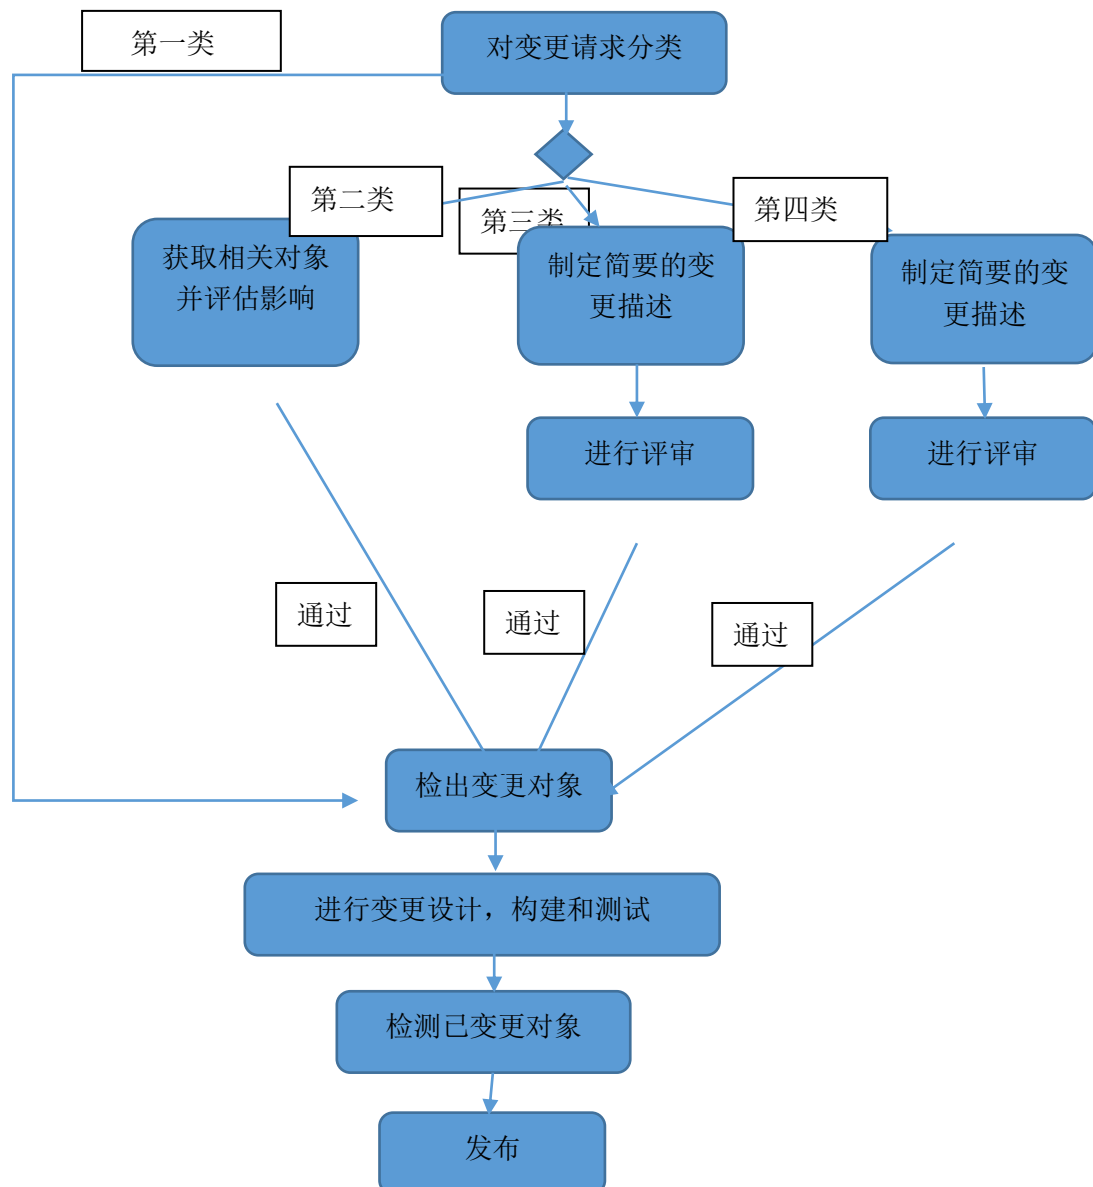 第一类
对变更请求分类
第二类
第三类
第四类
获取相关对象
并评估影响
制定简要的变
更描述
制定简要的变
更描述
进行评审
进行评审
通过
通过
通过
检出变更对象
进行变更设计，构建和测试
检测已变更对象
发布